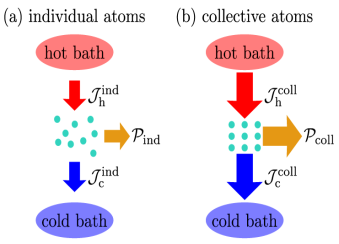 (a) individual atoms
hot bath
𝒥_h^ind
𝒫_ind
𝒥_c^ind
cold bath
(b) collective atoms
hot bath
𝒥_h^coll
𝒫_coll
𝒥_c^coll
cold bath